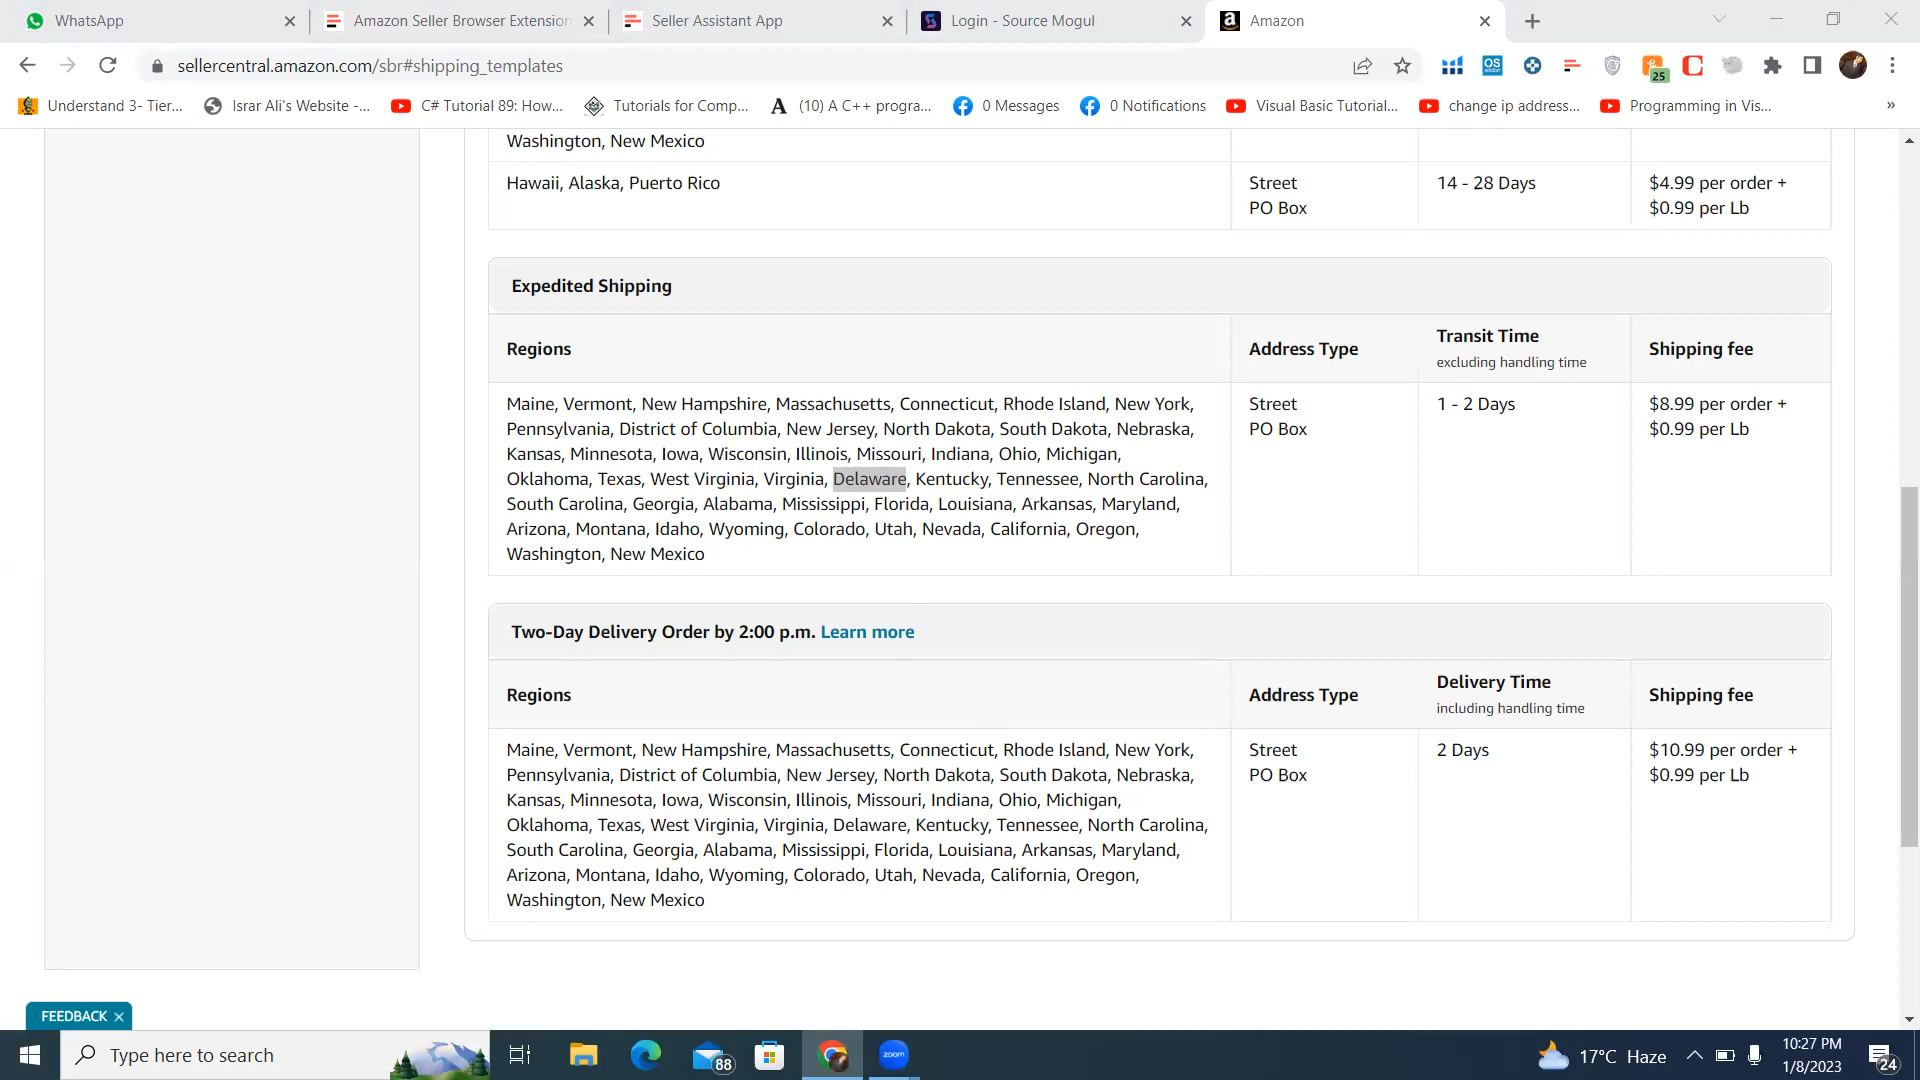 WhatsApp
Amazon Seller Browser Extension
Seller Assistant App
Login - Source Mogul
Amazon
sellercentral.amazon.com/sbr#shipping_templates
25
Understand 3- Tier...
Israr Ali's Website -...
C# Tutorial 89: How...
Tutorials for Comp...
(10) A C++ progra...
0 Messages
0 Notifications
Visual Basic Tutorial...
change ip address...
Programming in Vis...
Washington, New Mexico
Hawaii, Alaska, Puerto Rico
Street
PO Box
14 - 28 Days
$4.99 per order +
$0.99 per Lb
Expedited Shipping
Regions
Address Type
Transit Time
excluding handling time
Shipping fee
Maine, Vermont, New Hampshire, Massachusetts, Connecticut, Rhode Island, New York,
Pennsylvania, District of Columbia, New Jersey, North Dakota, South Dakota, Nebraska,
Kansas, Minnesota, Iowa, Wisconsin, Illinois, Missouri, Indiana, Ohio, Michigan,
Oklahoma, Texas, West Virginia, Virginia, Delaware, Kentucky, Tennessee, North Carolina,
South Carolina, Georgia, Alabama, Mississippi, Florida, Louisiana, Arkansas, Maryland,
Arizona, Montana, Idaho, Wyoming, Colorado, Utah, Nevada, California, Oregon,
Washington, New Mexico
Street
PO Box
1 - 2 Days
$8.99 per order +
$0.99 per Lb
Two-Day Delivery Order by 2:00 p.m. Learn more
Regions
Address Type
Delivery Time
including handling time
Shipping fee
Maine, Vermont, New Hampshire, Massachusetts, Connecticut, Rhode Island, New York,
Pennsylvania, District of Columbia, New Jersey, North Dakota, South Dakota, Nebraska,
Kansas, Minnesota, Iowa, Wisconsin, Illinois, Missouri, Indiana, Ohio, Michigan,
Oklahoma, Texas, West Virginia, Virginia, Delaware, Kentucky, Tennessee, North Carolina,
South Carolina, Georgia, Alabama, Mississippi, Florida, Louisiana, Arkansas, Maryland,
Arizona, Montana, Idaho, Wyoming, Colorado, Utah, Nevada, California, Oregon,
Washington, New Mexico
Street
PO Box
2 Days
$10.99 per order +
$0.99 per Lb
FEEDBACK
Type here to search
88
zoom
17°C Haze
10:27 PM
1/8/2023
24